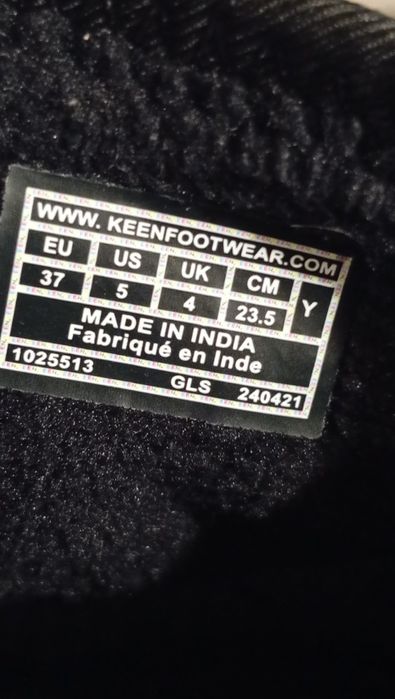 WWW. KEENFOOTWEAR.COM
EU US UK CM Y
37 5 4 23.5
MADE IN INDIA
Fabriqué en Inde
1025513 GLS 240421